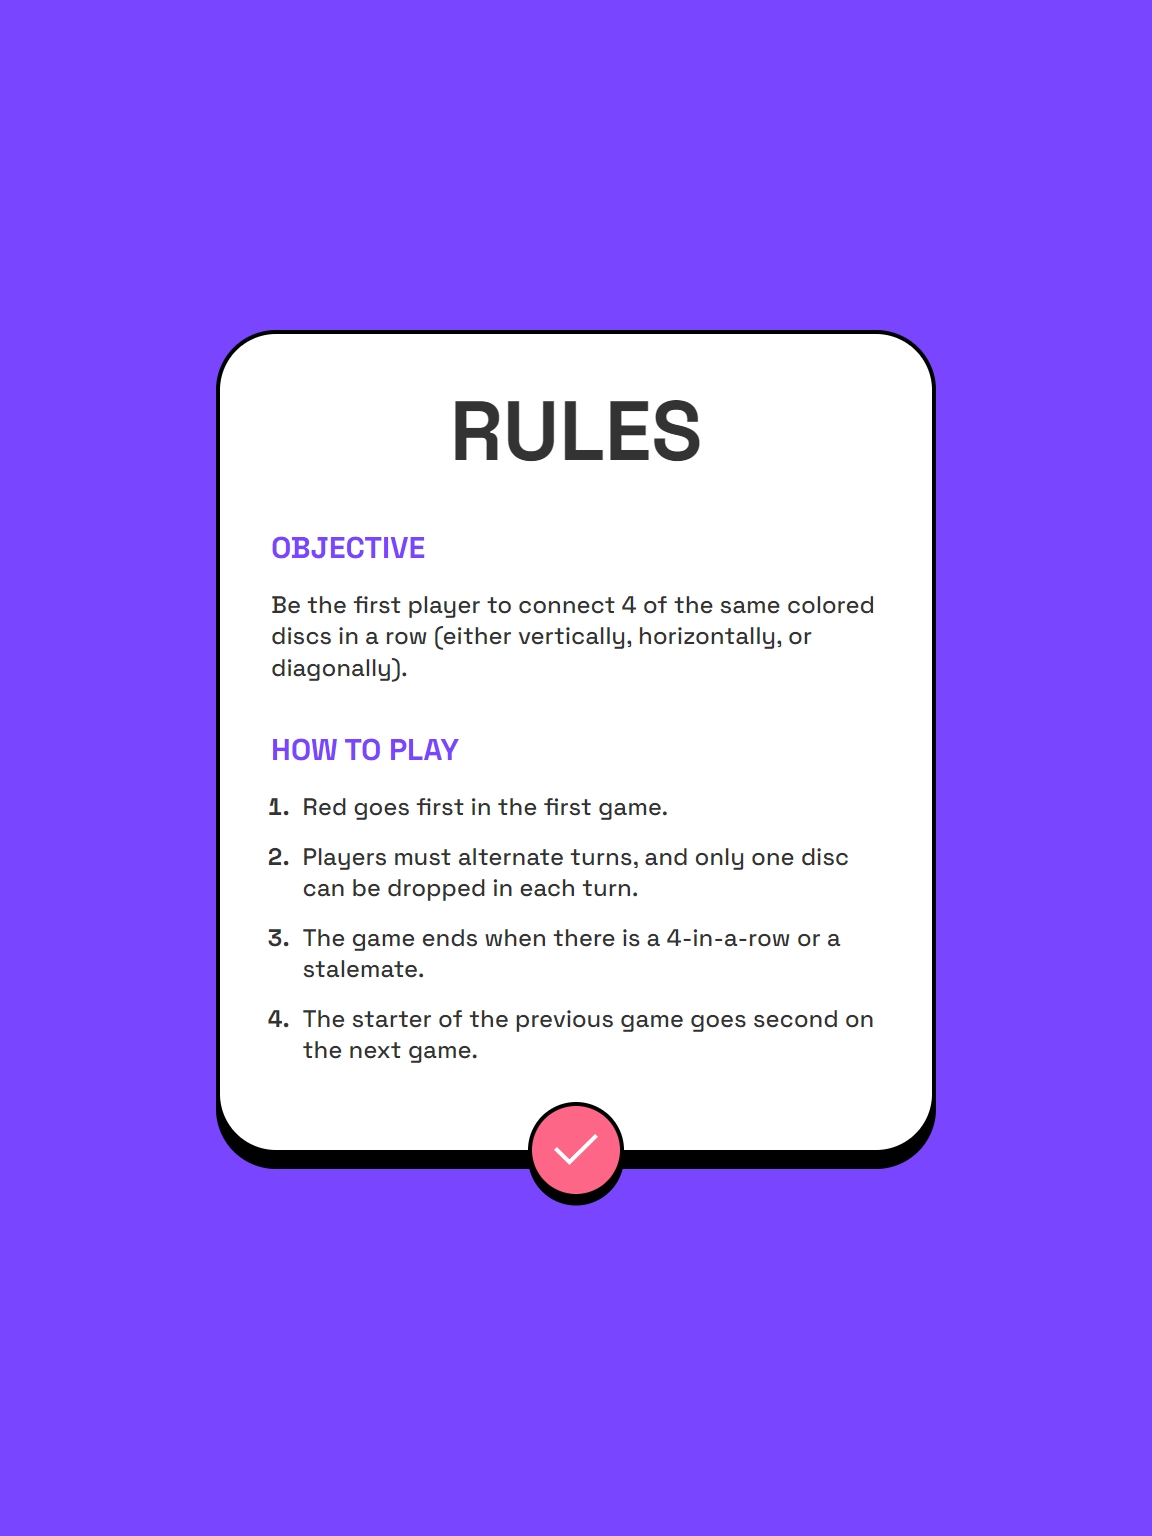 RULES
OBJECTIVE
Be the first player to connect 4 of the same colored
discs in a row (either vertically, horizontally, or
diagonally).
HOW TO PLAY
1. Red goes first in the first game.
2. Players must alternate turns, and only one disc
can be dropped in each turn.
3. The game ends when there is a 4-in-a-row or a
stalemate.
4. The starter of the previous game goes second on
the next game.